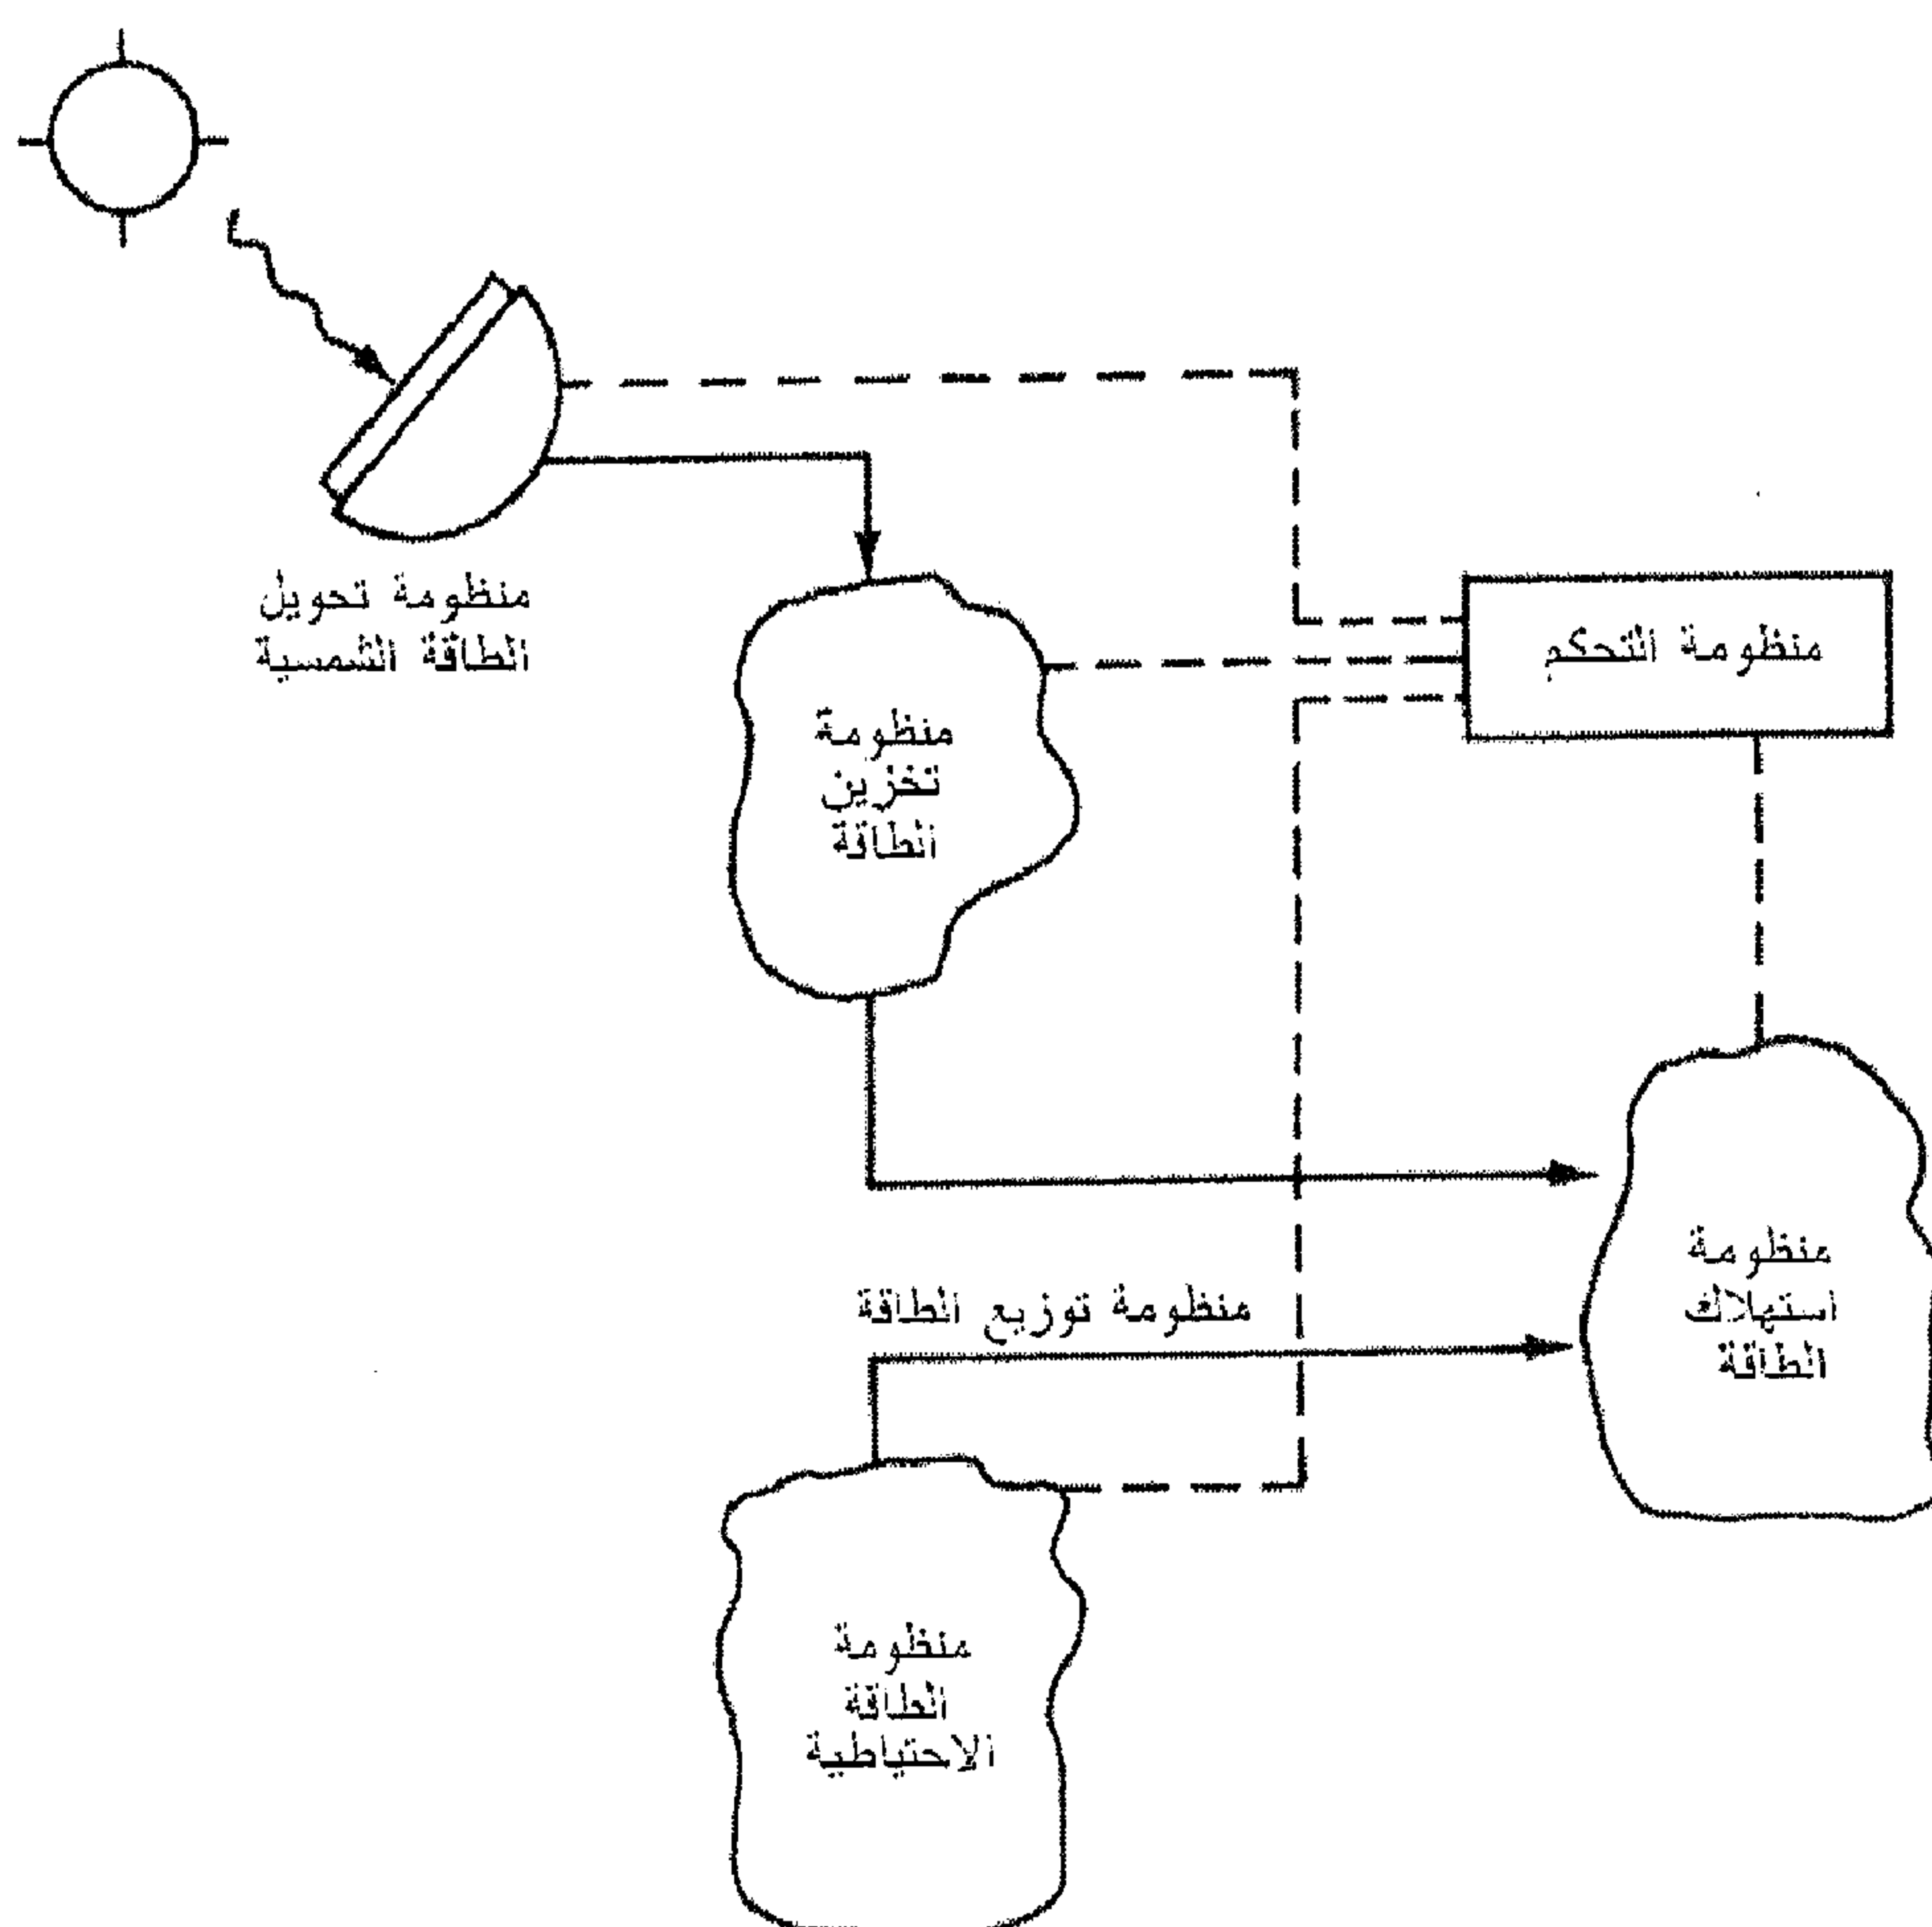 منظومة تحويل
الطاقة الشمسية
منظومة التحكم
منظومة
تخزين
الطاقة
منظومة
استهلاك
الطاقة
منظومة توزيع الطاقة
منظومة
الطاقة
الاحتياطية